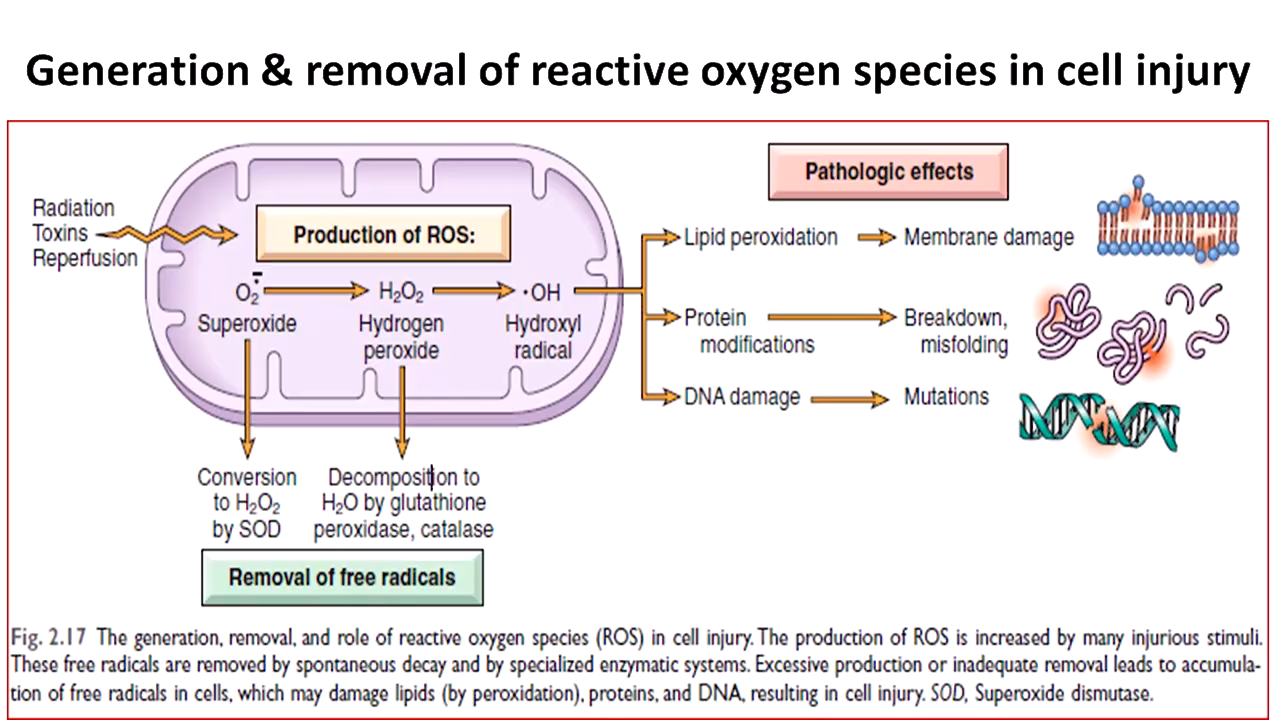 Generation & removal of reactive oxygen species in cell injury
Pathologic effects
Radiation
Toxins
Reperfusion
Production of ROS:
O₂•̄
Superoxide
H₂O₂
Hydrogen
peroxide
·OH
Hydroxyl
radical
Lipid peroxidation
Membrane damage
Protein
modifications
Breakdown,
misfolding
DNA damage
Mutations
Conversion
to H₂O₂
by SOD
Decomposition to
H₂O by glutathione
peroxidase, catalase
Removal of free radicals
Fig. 2.17 The generation, removal, and role of reactive oxygen species (ROS) in cell injury. The production of ROS is increased by many injurious stimuli.
These free radicals are removed by spontaneous decay and by specialized enzymatic systems. Excessive production or inadequate removal leads to accumula-
tion of free radicals in cells, which may damage lipids (by peroxidation), proteins, and DNA, resulting in cell injury. SOD, Superoxide dismutase.